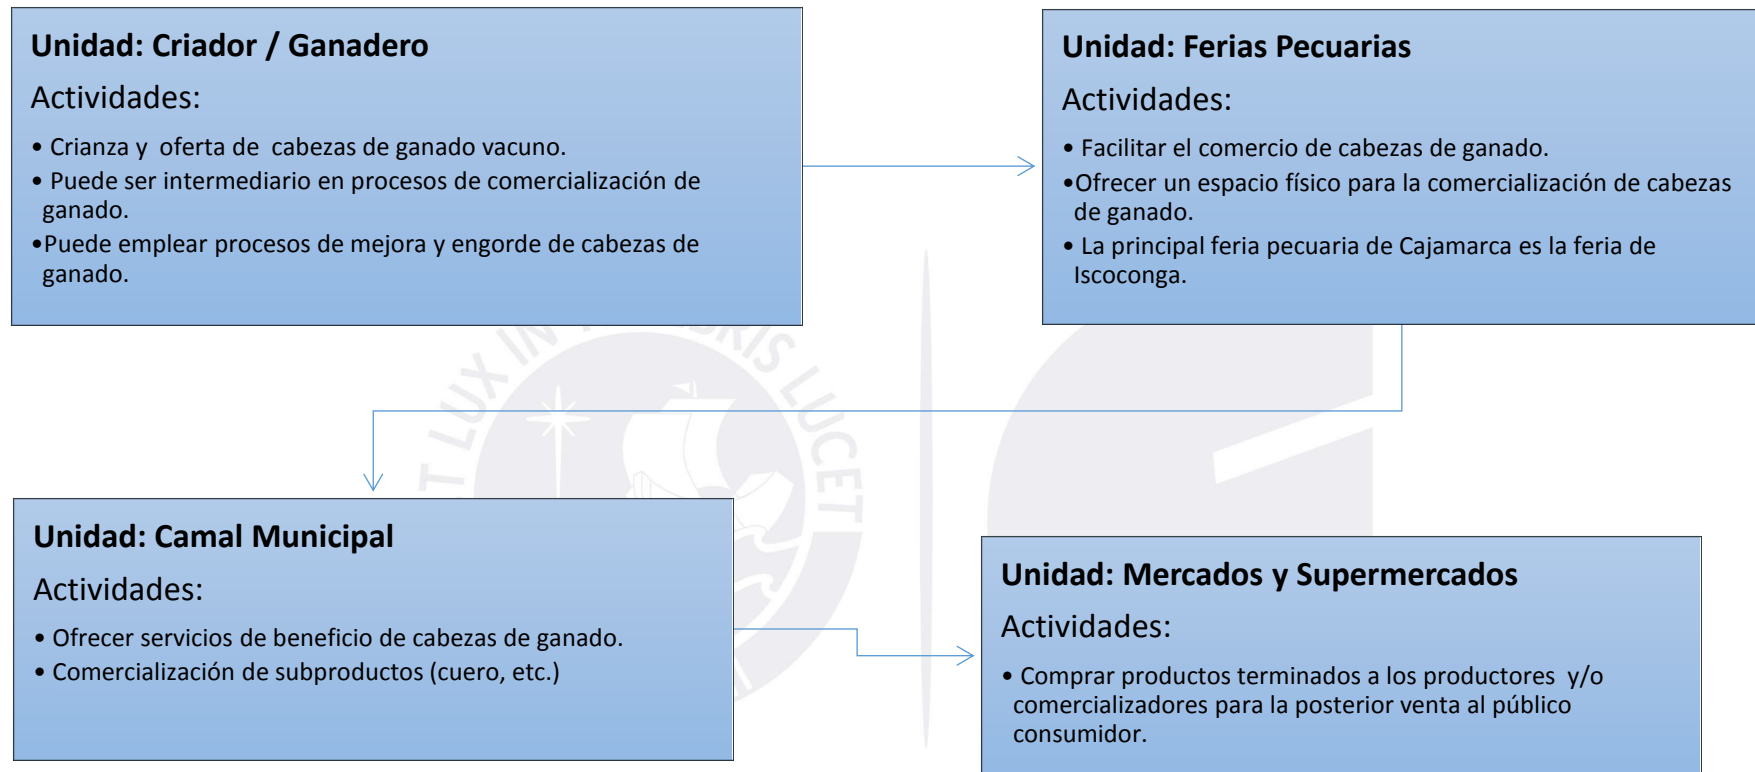 Unidad: Criador / Ganadero
Actividades:
• Crianza y oferta de cabezas de ganado vacuno.
• Puede ser intermediario en procesos de comercialización de
ganado.
•Puede emplear procesos de mejora y engorde de cabezas de
ganado.
Unidad: Ferias Pecuarias
Actividades:
• Facilitar el comercio de cabezas de ganado.
•Ofrecer un espacio físico para la comercialización de cabezas
de ganado.
• La principal feria pecuaria de Cajamarca es la feria de
Iscoconga.
Unidad: Camal Municipal
Actividades:
• Ofrecer servicios de beneficio de cabezas de ganado.
• Comercialización de subproductos (cuero, etc.)
Unidad: Mercados y Supermercados
Actividades:
• Comprar productos terminados a los productores y/o
comercializadores para la posterior venta al público
consumidor.
LUX IN LUCET